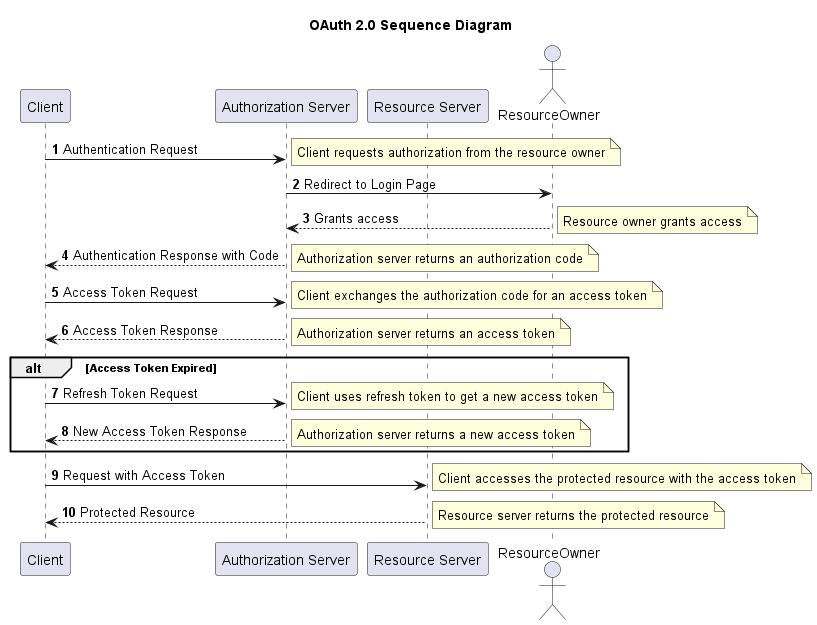 OAuth 2.0 Sequence Diagram
Client
Authorization Server
Resource Server
ResourceOwner
1 Authentication Request
Client requests authorization from the resource owner
2 Redirect to Login Page
3 Grants access
Resource owner grants access
4 Authentication Response with Code
Authorization server returns an authorization code
5 Access Token Request
Client exchanges the authorization code for an access token
6 Access Token Response
Authorization server returns an access token
alt
[Access Token Expired]
7 Refresh Token Request
Client uses refresh token to get a new access token
8 New Access Token Response
Authorization server returns a new access token
9 Request with Access Token
Client accesses the protected resource with the access token
10 Protected Resource
Resource server returns the protected resource
Client
Authorization Server
Resource Server
ResourceOwner